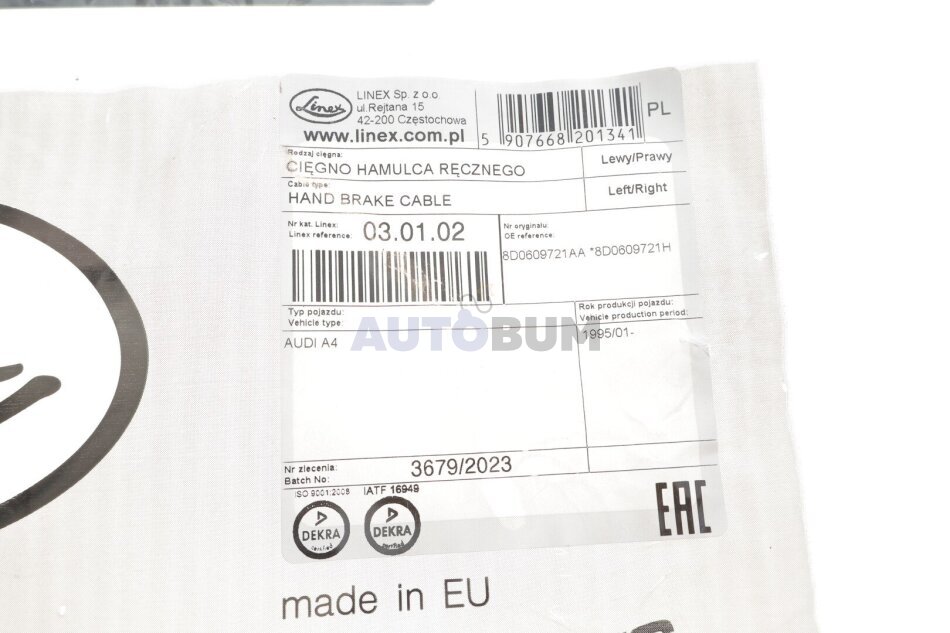 Linex
LINEX Sp. z o.o
ul.Rejtana 15
42-200 Częstochowa
www.linex.com.pl
5 907668 201341
PL
Rodzaj cięgna:
CIĘGNO HAMULCA RĘCZNEGO
Lewy/Prawy
Cable type:
HAND BRAKE CABLE
Left/Right
Nr kat. Linex:
Linex reference:
03.01.02
Nr oryginału:
OE reference:
8D0609721AA *8D0609721H
Typ pojazdu:
Vehicle type:
Rok produkcji pojazdu:
Vehicle production period:
AUDI A4
1995/01-
AUTOBUM
Nr zlecenia:
Batch No:
3679/2023
ISO 9001:2008
IATF 16949
DEKRA
certified
DEKRA
certified
EAC
made in EU